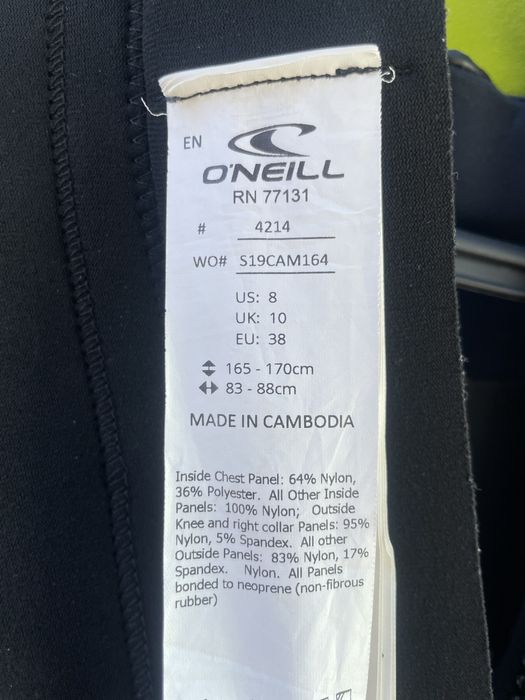 EN
O'NEILL
RN 77131
# 4214
WO# S19CAM164
US: 8
UK: 10
EU: 38
165 - 170cm
83 - 88cm
MADE IN CAMBODIA
Inside Chest Panel: 64% Nylon,
36% Polyester. All Other Inside
Panels: 100% Nylon; Outside
Knee and right collar Panels: 95%
Nylon, 5% Spandex. All other
Outside Panels: 83% Nylon, 17%
Spandex. Nylon. All Panels
bonded to neoprene (non-fibrous
rubber)